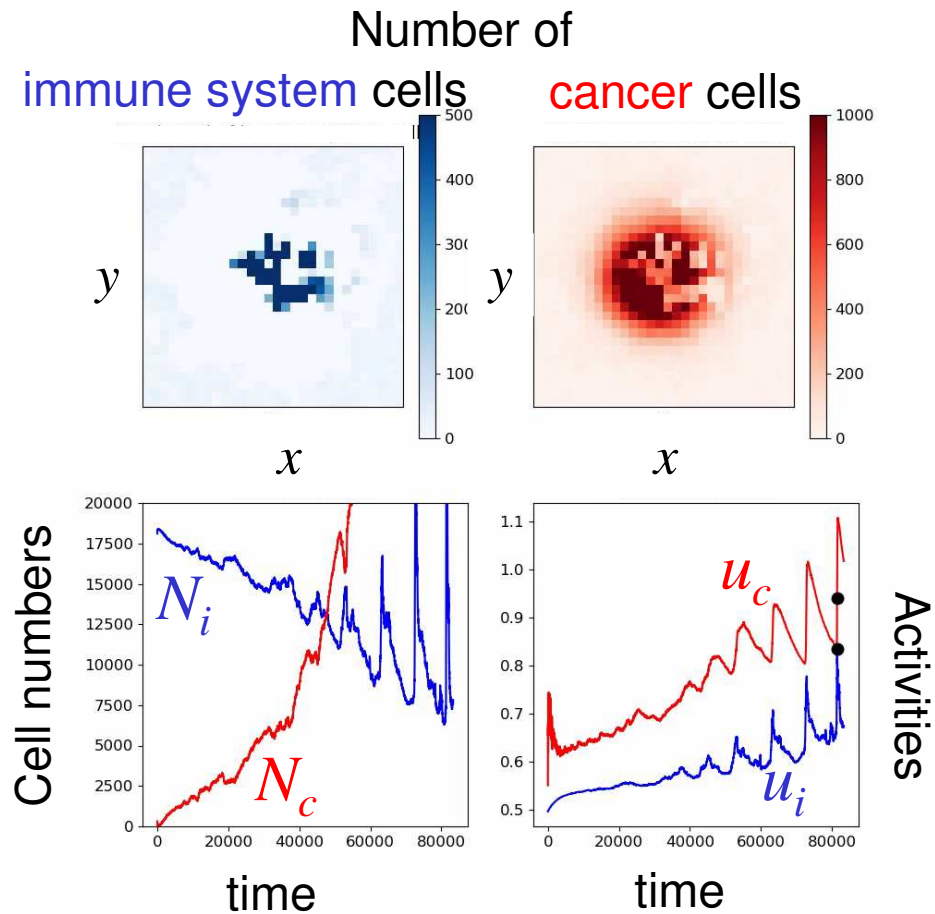 Number of
immune system cells
cancer cells
500
400
300
200
100
0
y
x
1000
800
600
400
200
0
y
x
Cell numbers
20000
17500
15000
12500
10000
7500
5000
2500
0
N_i
N_c
0 20000 40000 60000 80000
time
1.1
1.0
0.9
0.8
0.7
0.6
0.5
u_c
u_i
Activities
0 20000 40000 60000 80000
time